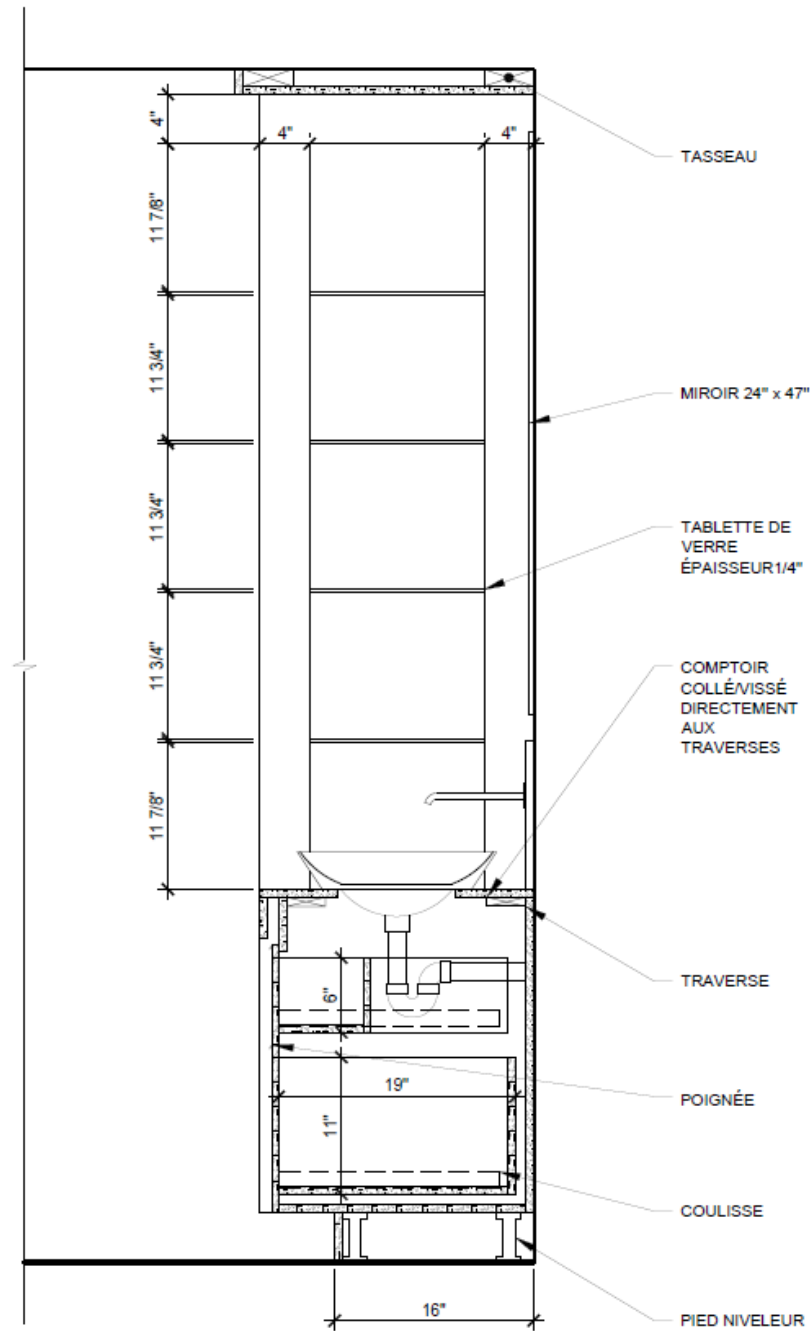 4"
4"
4"
TASSEAU
11 7/8"
11 3/4"
MIROIR 24" x 47"
11 3/4"
TABLETTE DE
VERRE
ÉPAISSEUR1/4"
11 3/4"
COMPTOIR
COLLÉ/VISSÉ
DIRECTEMENT
AUX
TRAVERSES
11 7/8"
TRAVERSE
6"
19"
11"
POIGNÉE
COULISSE
16"
PIED NIVELEUR